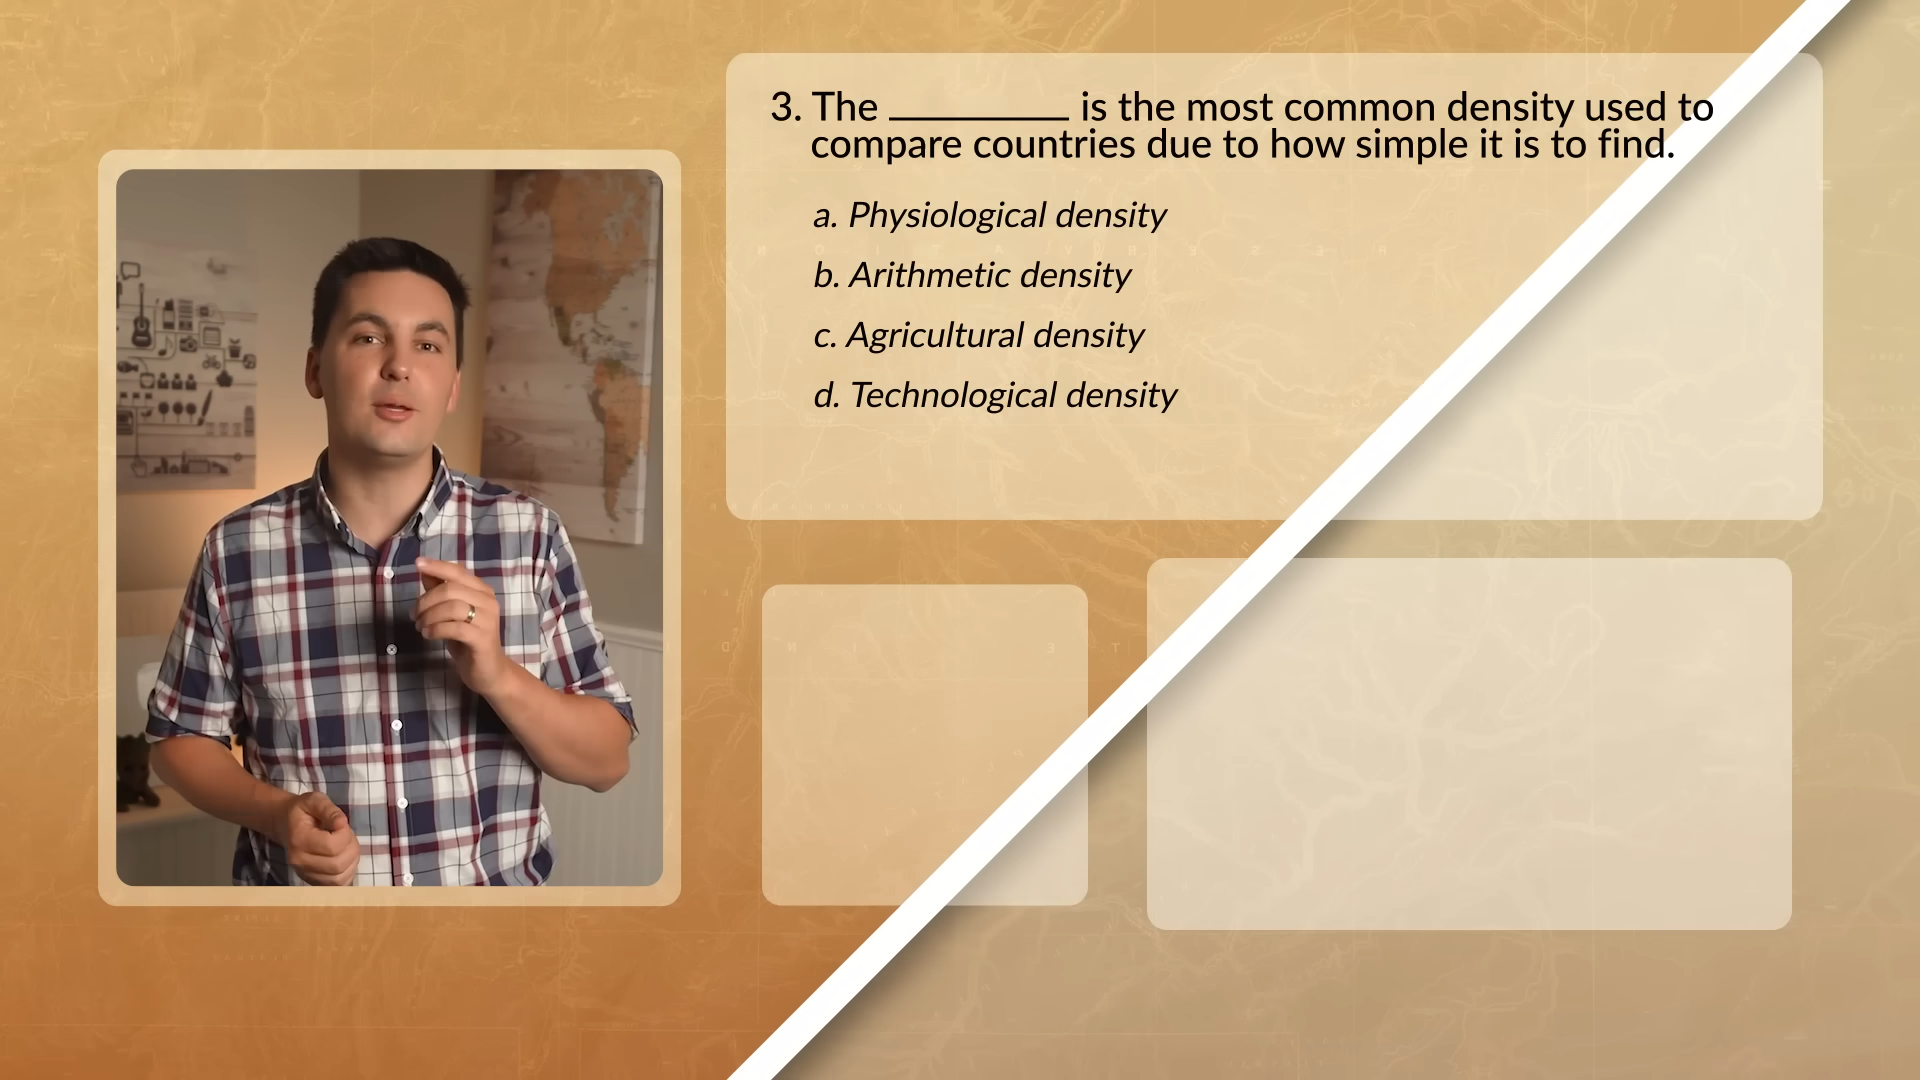 3. The __________ is the most common density used to
compare countries due to how simple it is to find.
a. Physiological density
b. Arithmetic density
c. Agricultural density
d. Technological density